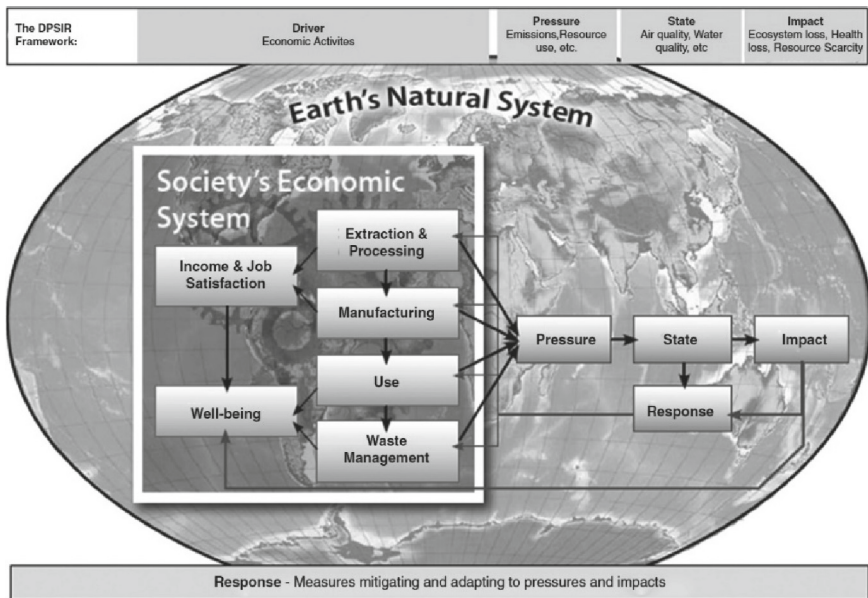 The DPSIR
Framework:
Driver
Economic Activites
Pressure
Emissions,Resource
use, etc.
State
Air quality, Water
quality, etc
Impact
Ecosystem loss, Health
loss, Resource Scarcity
Earth's Natural System
Society's Economic
System
Extraction &
Processing
Income & Job
Satisfaction
Manufacturing
Pressure
State
Impact
Use
Well-being
Response
Waste
Management
Response - Measures mitigating and adapting to pressures and impacts